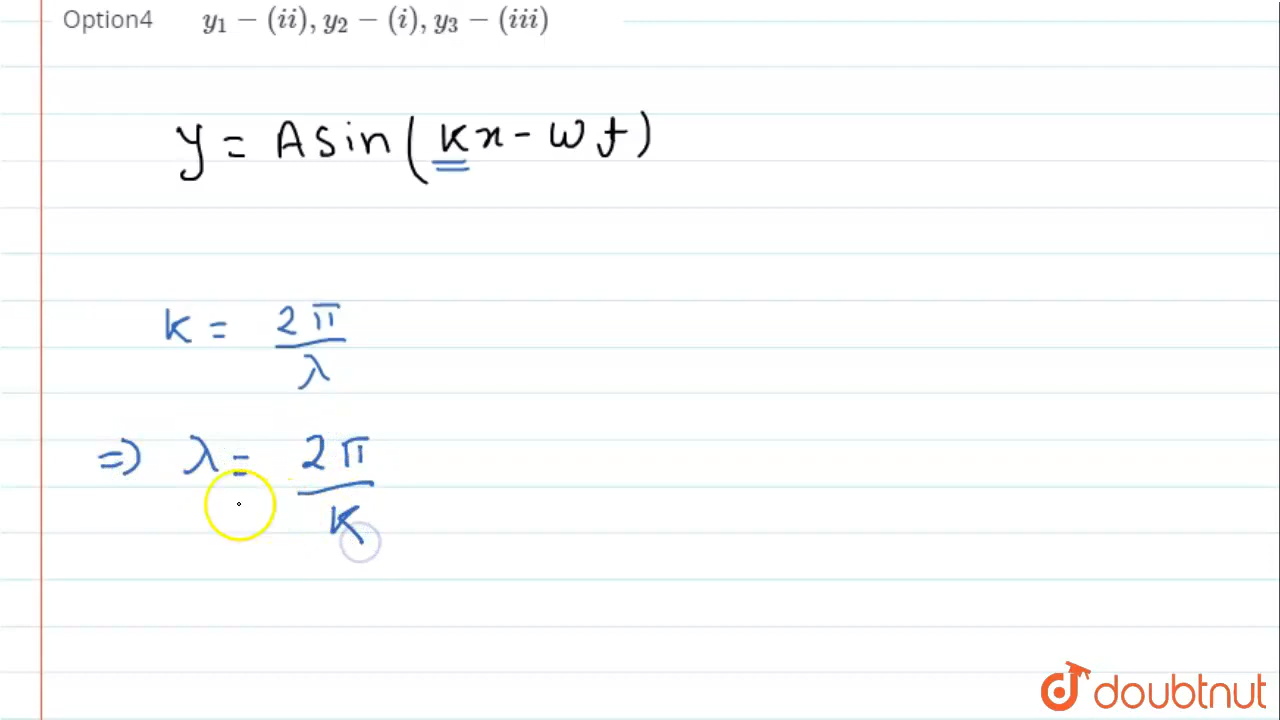 Option4 y₁ − (ii), y₂ − (i), y₃ − (iii)
y = A sin(kx − ωt)
k = 2π/λ
⇒ λ = 2π/k
doubtnut